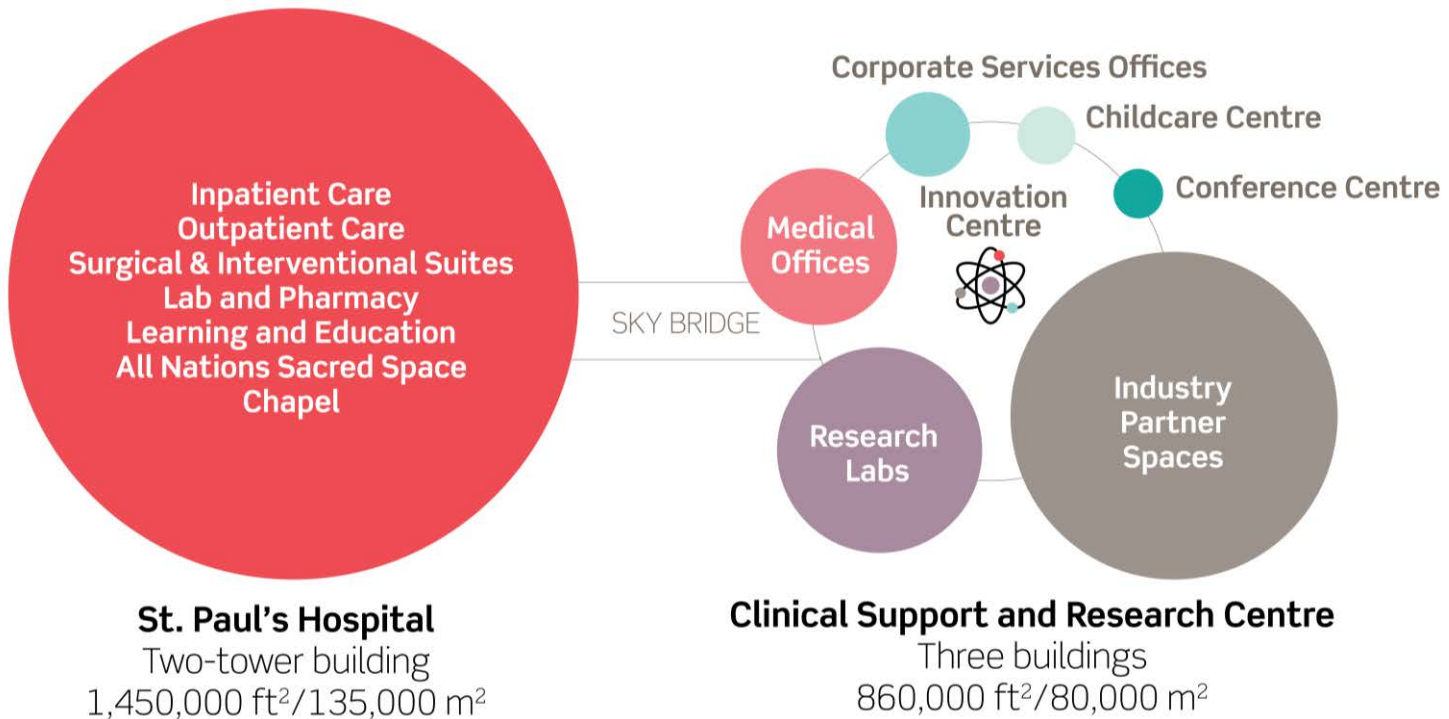 Inpatient Care
Outpatient Care
Surgical & Interventional Suites
Lab and Pharmacy
Learning and Education
All Nations Sacred Space
Chapel
SKY BRIDGE
Corporate Services Offices
Childcare Centre
Conference Centre
Innovation
Centre
Medical
Offices
Research
Labs
Industry
Partner
Spaces
St. Paul’s Hospital
Two-tower building
1,450,000 ft²/135,000 m²
Clinical Support and Research Centre
Three buildings
860,000 ft²/80,000 m²